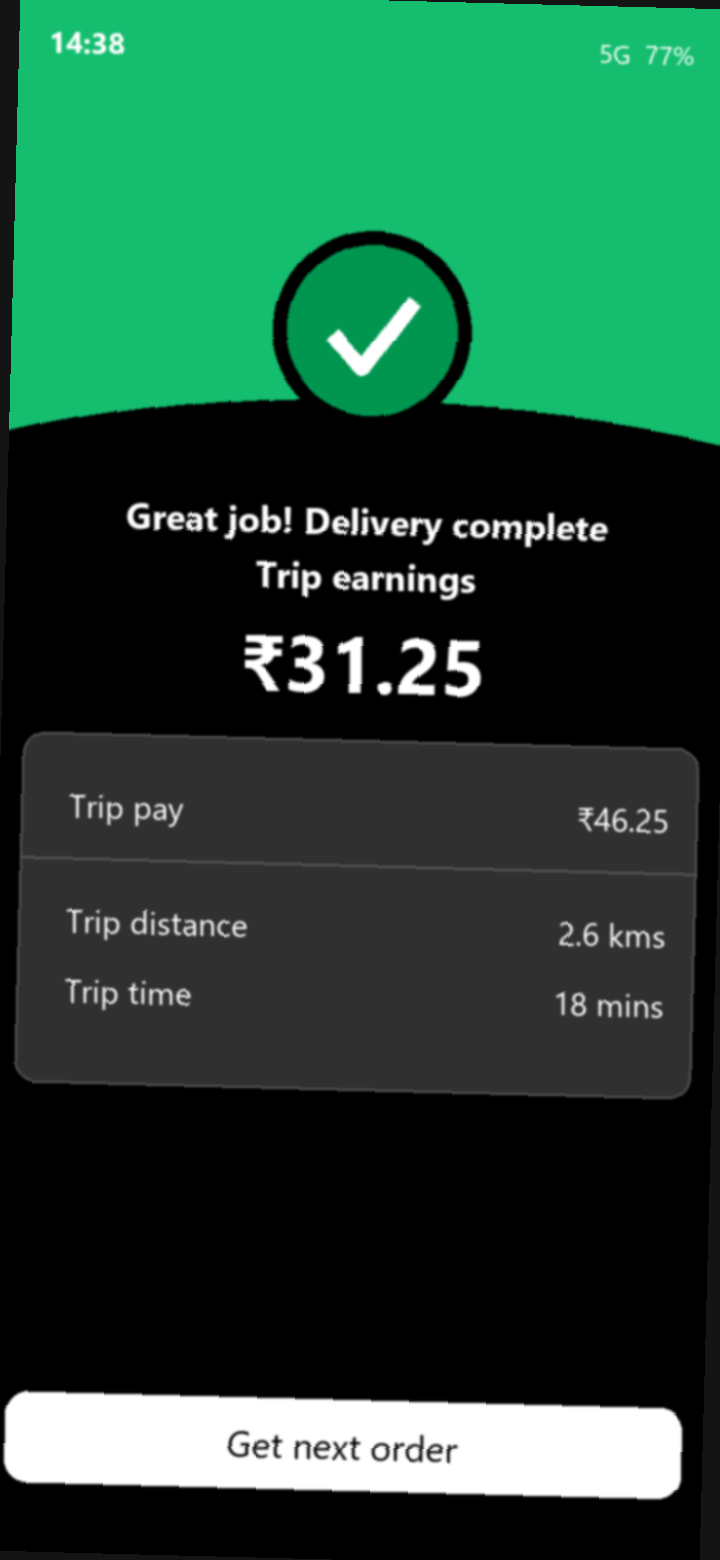 14:38
5G 77%
Great job! Delivery complete
Trip earnings
₹31.25
Trip pay ₹46.25
Trip distance 2.6 kms
Trip time 18 mins
Get next order